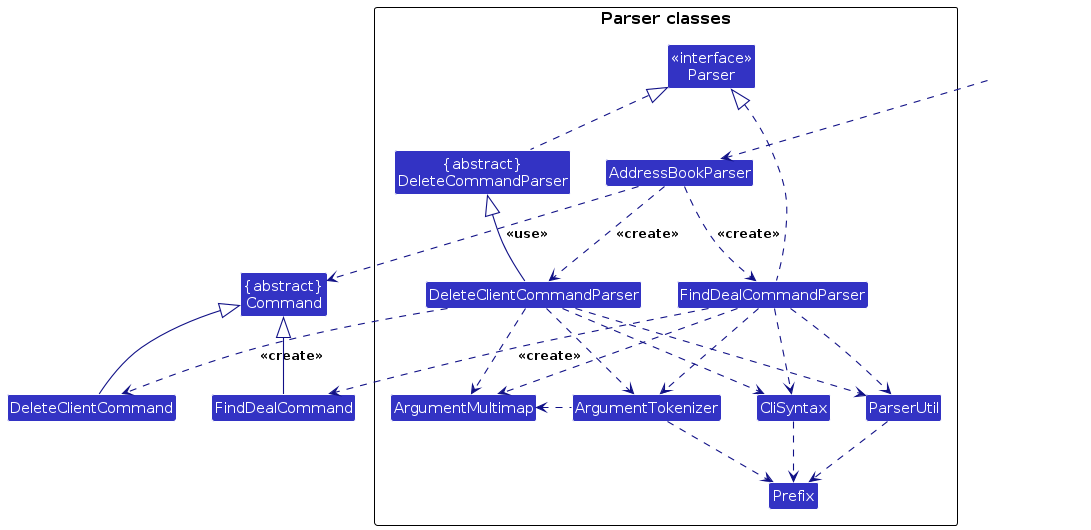 Parser classes
«interface»
Parser
{abstract}
DeleteCommandParser
AddressBookParser
«use»
«create»
«create»
{abstract}
Command
DeleteClientCommandParser
FindDealCommandParser
«create»
«create»
DeleteClientCommand
FindDealCommand
ArgumentMultimap
ArgumentTokenizer
CliSyntax
ParserUtil
Prefix